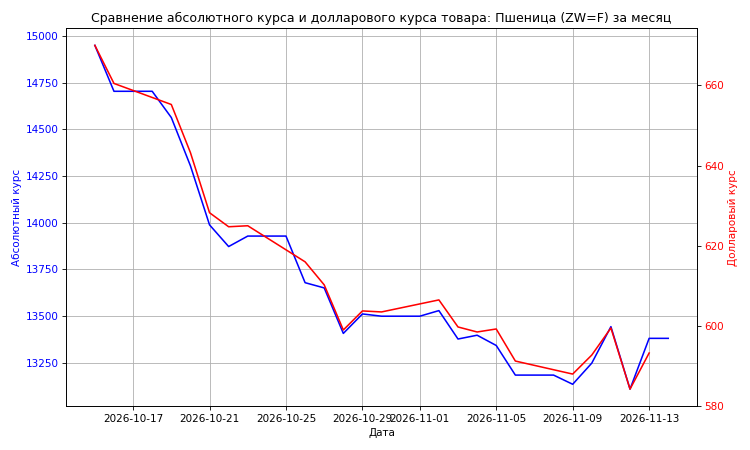 Сравнение абсолютного курса и долларового курса товара: Пшеница (ZW=F) за месяц
15000
14750
14500
14250
14000
13750
13500
13250
Абсолютный курс
660
640
620
600
580
Долларовый курс
2026-10-17 2026-10-21 2026-10-25 2026-10-29 2026-11-01 2026-11-05 2026-11-09 2026-11-13
Дата